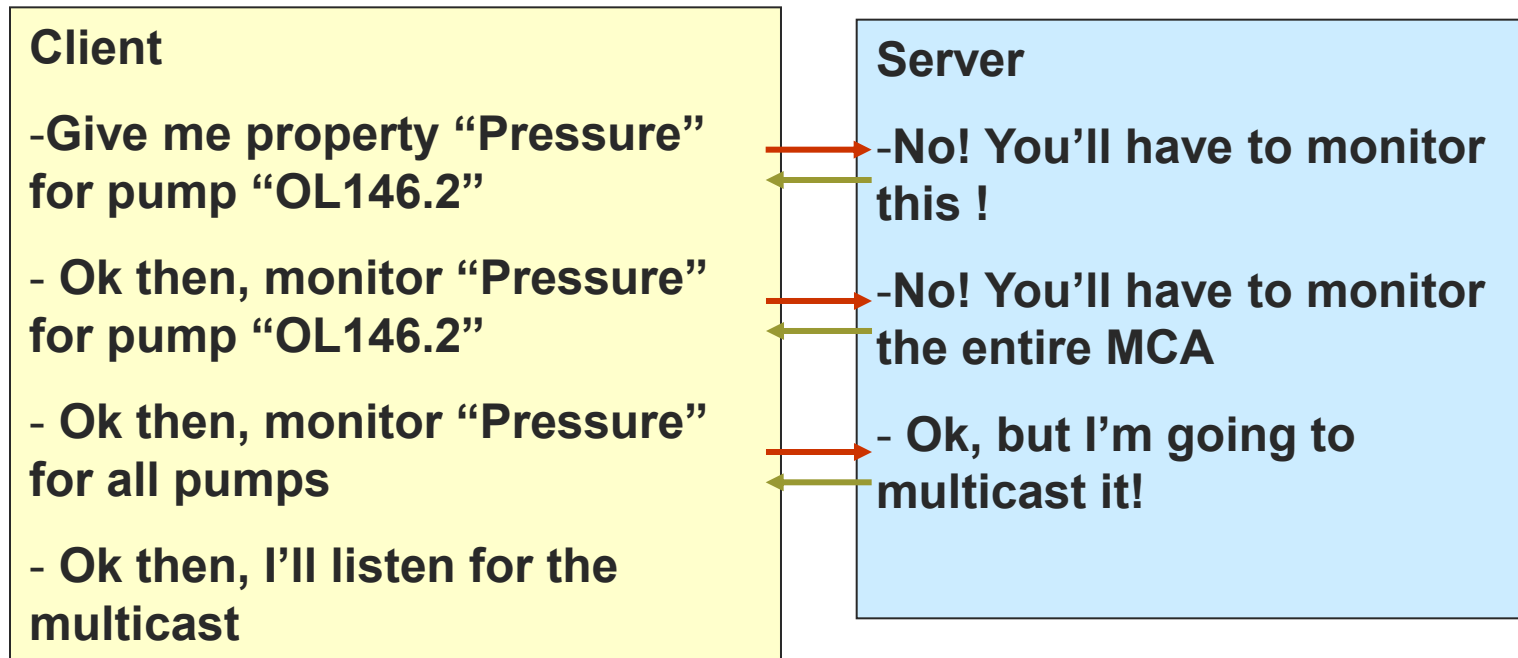 Client
-Give me property “Pressure”
for pump “OL146.2”
- Ok then, monitor “Pressure”
for pump “OL146.2”
- Ok then, monitor “Pressure”
for all pumps
- Ok then, I’ll listen for the
multicast
Server
-No! You’ll have to monitor
this !
-No! You’ll have to monitor
the entire MCA
- Ok, but I’m going to
multicast it!